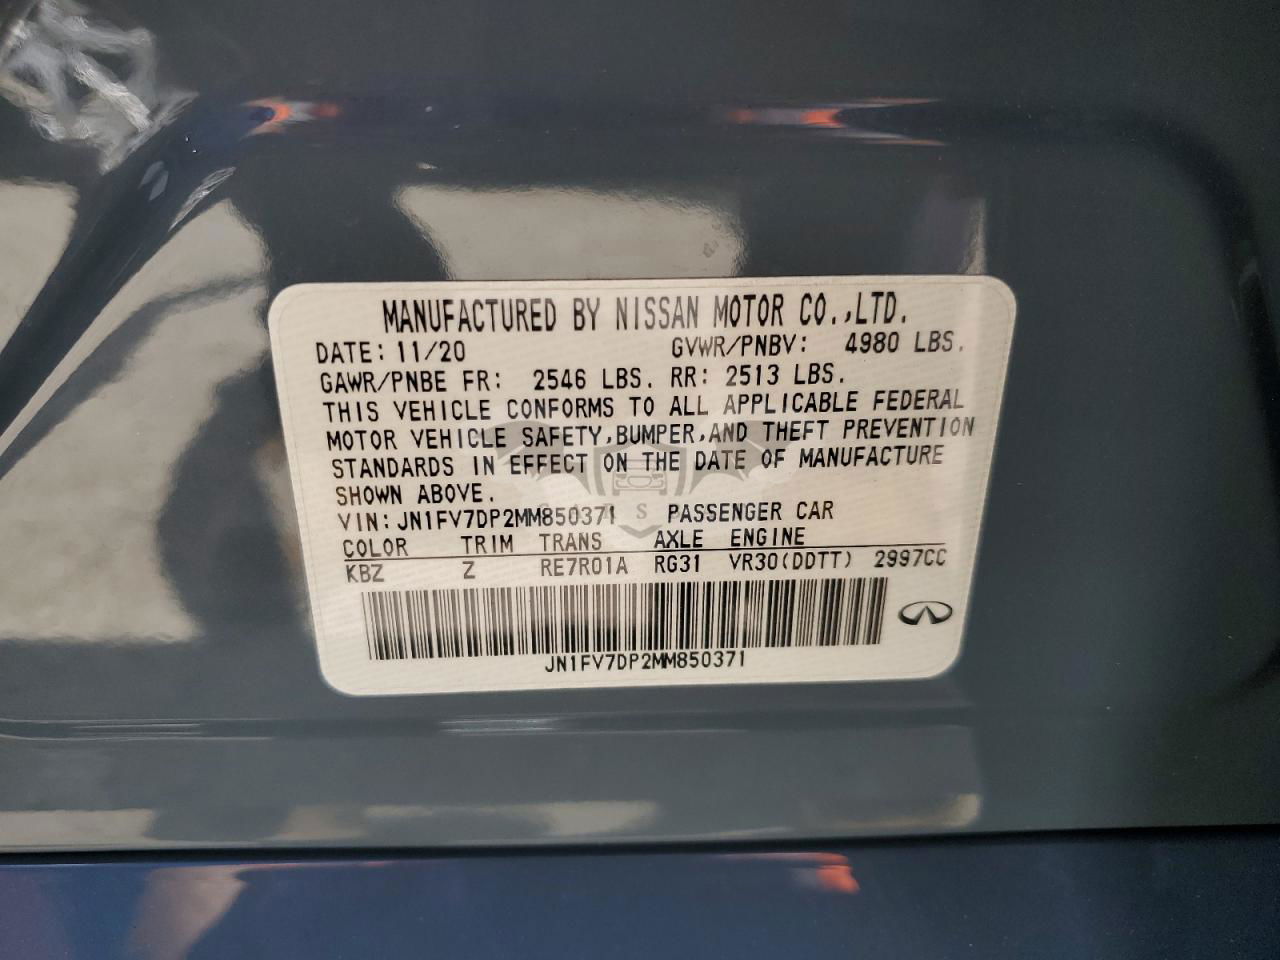 MANUFACTURED BY NISSAN MOTOR CO.,LTD.
DATE: 11/20 GVWR/PNBV: 4980 LBS.
GAWR/PNBE FR: 2546 LBS. RR: 2513 LBS.
THIS VEHICLE CONFORMS TO ALL APPLICABLE FEDERAL
MOTOR VEHICLE SAFETY,BUMPER,AND THEFT PREVENTION
STANDARDS IN EFFECT ON THE DATE OF MANUFACTURE
SHOWN ABOVE.
VIN: JN1FV7DP2MM850371 S PASSENGER CAR
COLOR TRIM TRANS AXLE ENGINE
KBZ Z RE7R01A RG31 VR30(DDTT) 2997CC
JN1FV7DP2MM850371